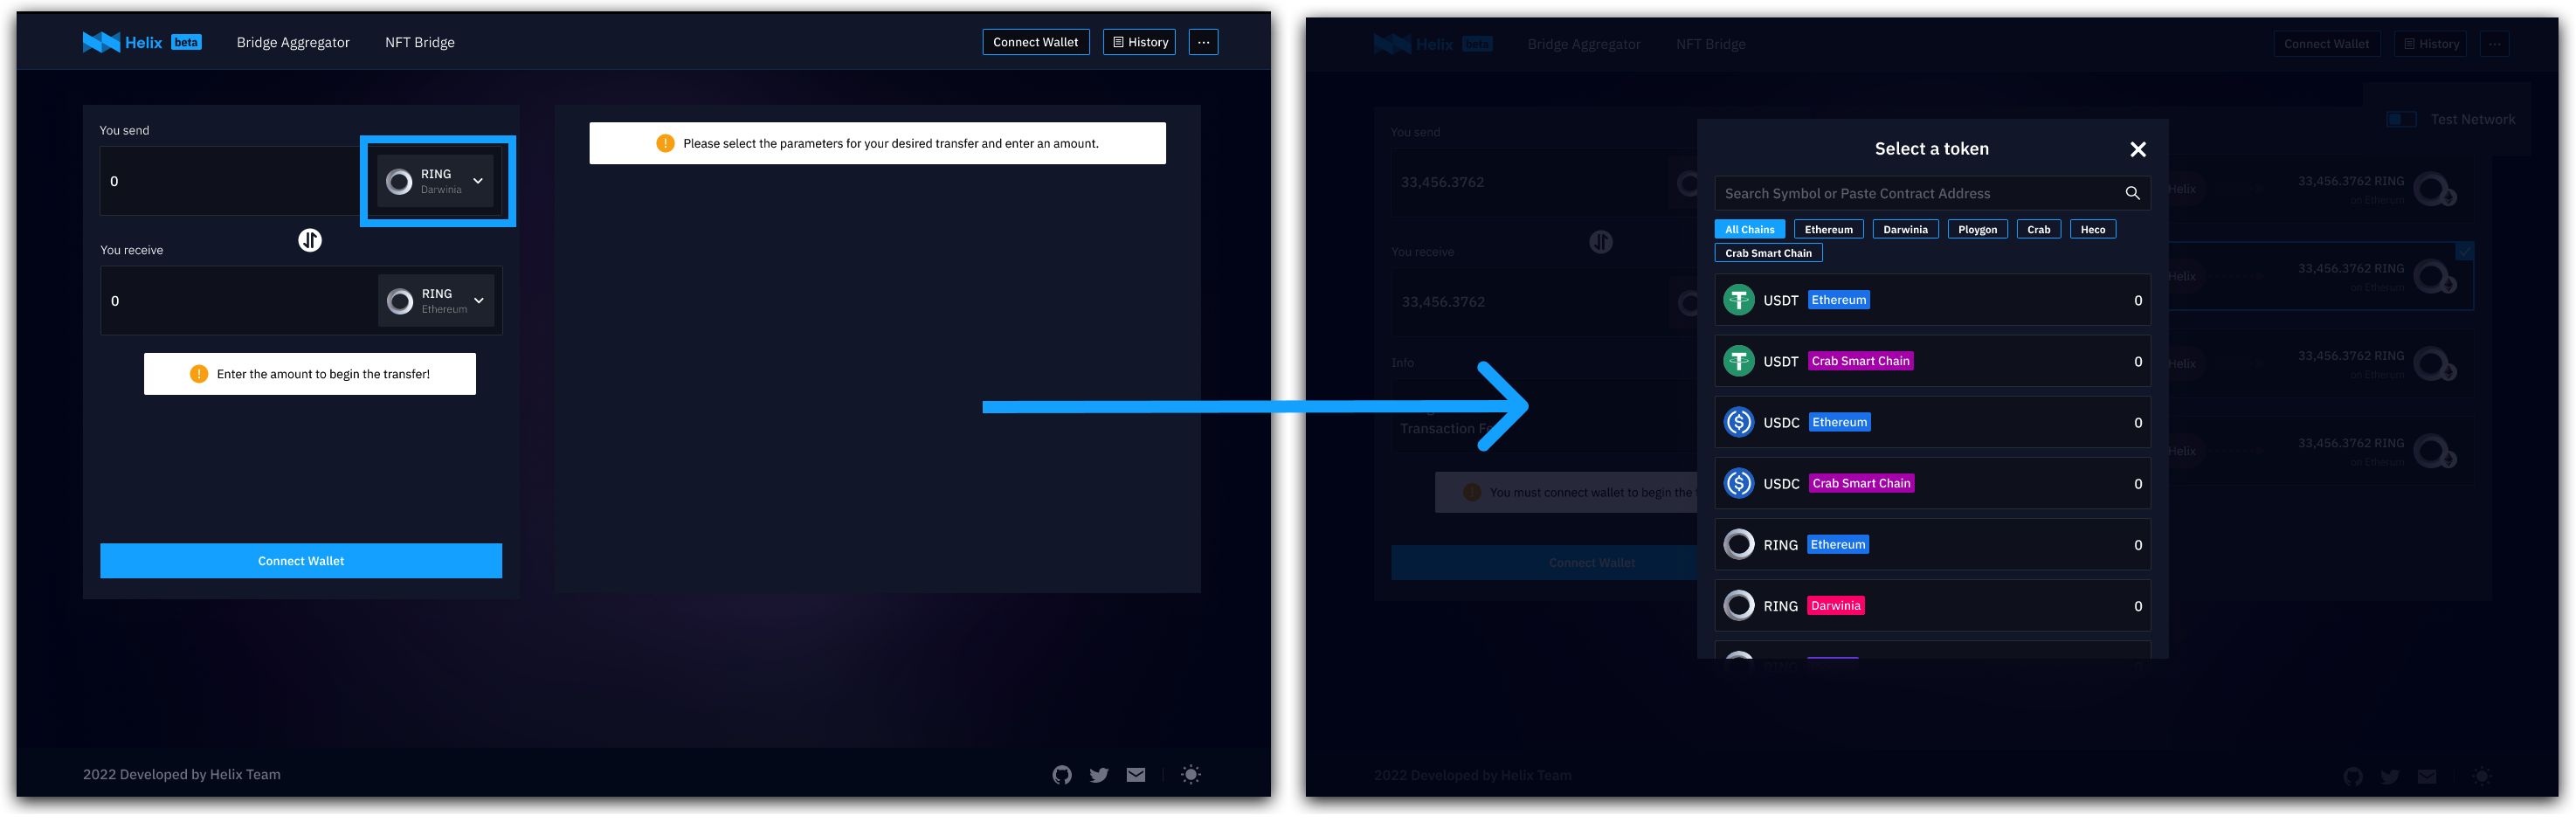 Helix beta
Bridge Aggregator
NFT Bridge
Connect Wallet
History
You send
0
RING
Darwinia
You receive
0
RING
Ethereum
Enter the amount to begin the transfer!
Connect Wallet
Please select the parameters for your desired transfer and enter an amount.
2022 Developed by Helix Team
Helix beta
Bridge Aggregator
NFT Bridge
Connect Wallet
History
Test Network
You send
33,456.3762
You receive
33,456.3762
Info
Transaction
You must connect wallet to begin the
Connect Wallet
Select a token
Search Symbol or Paste Contract Address
All Chains
Ethereum
Darwinia
Ploygon
Crab
Heco
Crab Smart Chain
USDT Ethereum 0
USDT Crab Smart Chain 0
USDC Ethereum 0
USDC Crab Smart Chain 0
RING Ethereum 0
RING Darwinia 0
Helix
33,456.3762 RING
on Ethereum
Helix
33,456.3762 RING
on Ethereum
Helix
33,456.3762 RING
on Ethereum
Helix
33,456.3762 RING
on Ethereum
2022 Developed by Helix Team